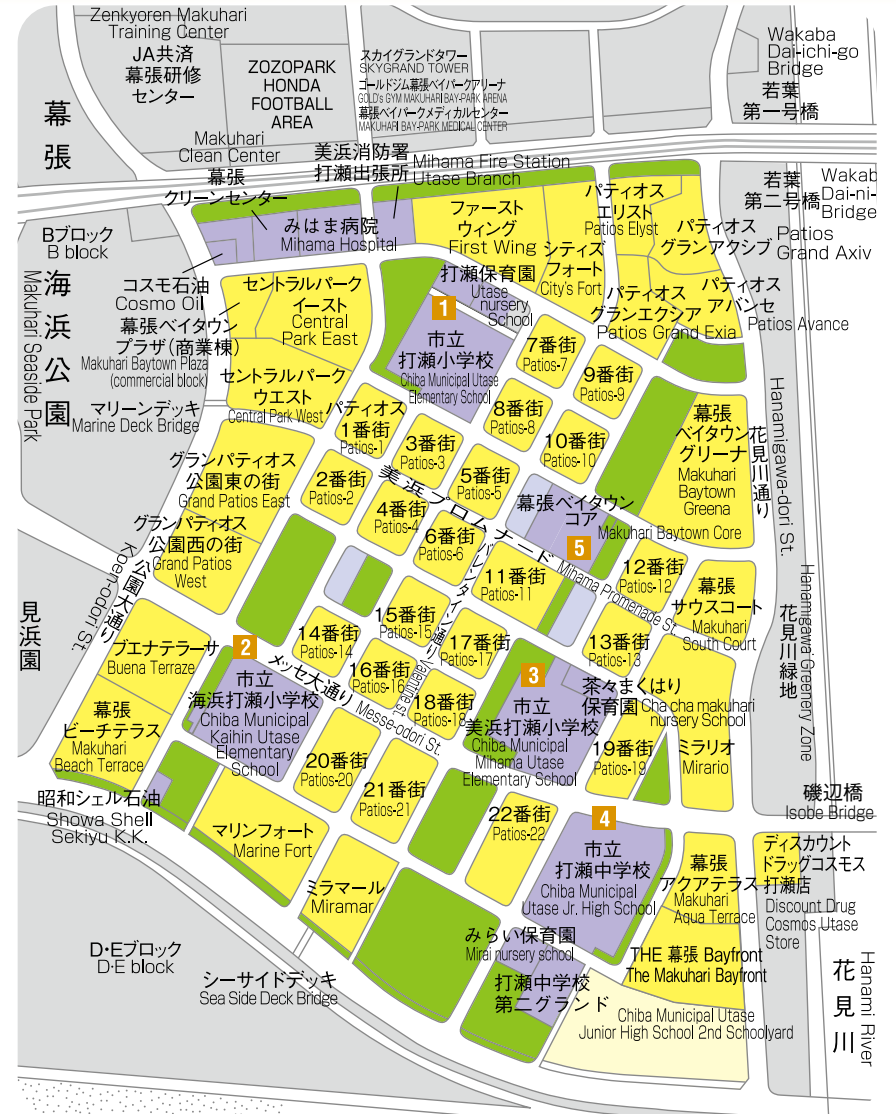 Zenkyoren Makuhari
Training Center
JA共済
幕張研修
センター
ZOZOPARK
HONDA
FOOTBALL
AREA
スカイグランドタワー
SKYGRAND TOWER
ゴールドジム幕張ベイパークアリーナ
GOLD's GYM MAKUHARI BAY-PARK ARENA
幕張ベイパークメディカルセンター
MAKUHARI BAY-PARK MEDICAL CENTER
Wakaba
Dai-ichi-go
Bridge
若葉
第一号橋
幕張
海浜公園
Makuhari Seaside Park
Makuhari
Clean Center
幕張
クリーンセンター
美浜消防署
打瀬出張所
Mihama Fire Station
Utase Branch
みはま病院
Mihama Hospital
Bブロック
B block
コスモ石油
Cosmo Oil
幕張ベイタウン
プラザ(商業棟)
Makuhari Baytown Plaza
(commercial block)
マリーンデッキ
Marine Deck Bridge
ファースト
ウィング
First Wing
シティズ
フォート
City's Fort
パティオス
エリスト
Patios Elyst
パティオス
グランアクシブ
Patios
Grand Axiv
若葉
第二号橋
Wakab
Dai-ni-
Bridge
パティオス
アバンセ
Patios Avance
パティオス
グランエクシア
Patios Grand Exia
セントラルパーク
イースト
Central
Park East
セントラルパーク
ウエスト
Central Park West
打瀬保育園
Utase
nursery
School
1
市立
打瀬小学校
Chiba Municipal Utase
Elementary School
7番街
Patios-7
9番街
Patios-9
8番街
Patios-8
10番街
Patios-10
パティオス
1番街
Patios-1
3番街
Patios-3
5番街
Patios-5
2番街
Patios-2
4番街
Patios-4
6番街
Patios-6
美浜プロムナード
Mihama Promenade St.
幕張ベイタウン
コア
Makuhari Baytown Core
5
幕張
ベイタウン
グリーナ
Makuhari
Baytown
Greena
花見川通り
Hanamigawa-dori St.
グランパティオス
公園東の街
Grand Patios East
グランパティオス
公園西の街
Grand Patios
West
公園大通り
Koen-odori St.
見浜園
11番街
Patios-11
12番街
Patios-12
幕張
サウスコート
Makuhari
South Court
花見川緑地
Hanamigawa Greenery Zone
13番街
Patios-13
バレンタイン通り
Valentine st.
15番街
Patios-15
14番街
Patios-14
16番街
Patios-16
17番街
Patios-17
18番街
Patios-18
メッセ大通り
Messe-odori St.
ブエナテラーサ
Buena Terraze
幕張
ビーチテラス
Makuhari
Beach Terrace
2
市立
海浜打瀬小学校
Chiba Municipal
Kaihin Utase
Elementary
School
3
市立
美浜打瀬小学校
Chiba Municipal
Mihama Utase
Elementary School
茶々まくはり
保育園
Cha cha makuhari
nursery School
19番街
Patios-19
ミラリオ
Mirario
20番街
Patios-20
21番街
Patios-21
22番街
Patios-22
磯辺橋
Isobe Bridge
昭和シェル石油
Showa Shell
Sekiyu K.K.
マリンフォート
Marine Fort
ミラマール
Miramar
4
市立
打瀬中学校
Chiba Municipal
Utase Jr. High School
幕張
アクアテラス
Makuhari
Aqua Terrace
ディスカウント
ドラッグコスモス
打瀬店
Discount Drug
Cosmos Utase
Store
みらい保育園
Mirai nursery school
打瀬中学校
第二グランド
Chiba Municipal Utase
Junior High School 2nd Schoolyard
THE 幕張 Bayfront
The Makuhari Bayfront
D・Eブロック
D・E block
シーサイドデッキ
Sea Side Deck Bridge
花見川
Hanami River